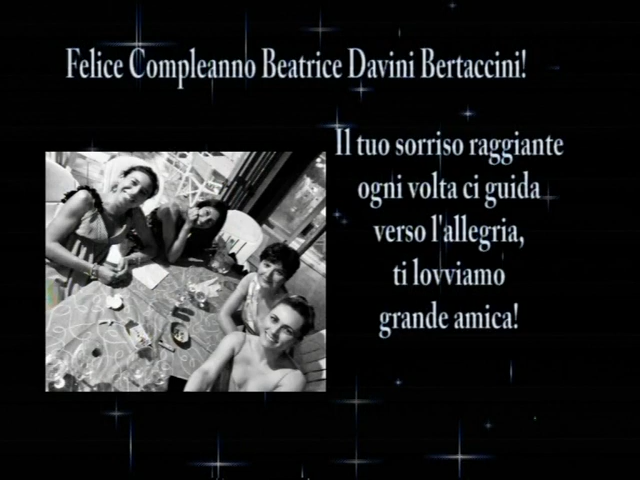 Felice Compleanno Beatrice Davini Bertaccini!
Il tuo sorriso raggiante
ogni volta ci guida
verso l'allegria,
ti lovviamo
grande amica!